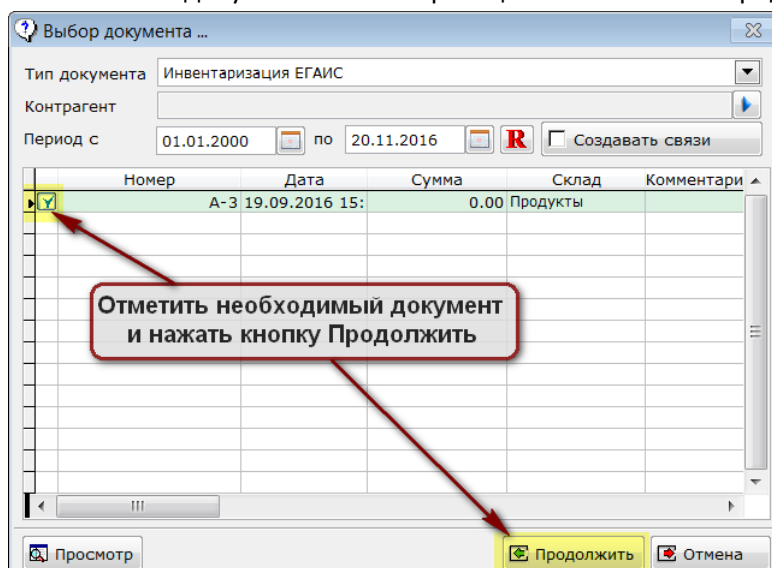 Выбор документа ...
Тип документа Инвентаризация ЕГАИС
Контрагент
Период с 01.01.2000 по 20.11.2016 R Создавать связи
Номер Дата Сумма Склад Комментари
А-3 19.09.2016 15: 0.00 Продукты
Отметить необходимый документ
и нажать кнопку Продолжить
Просмотр Продолжить Отмена